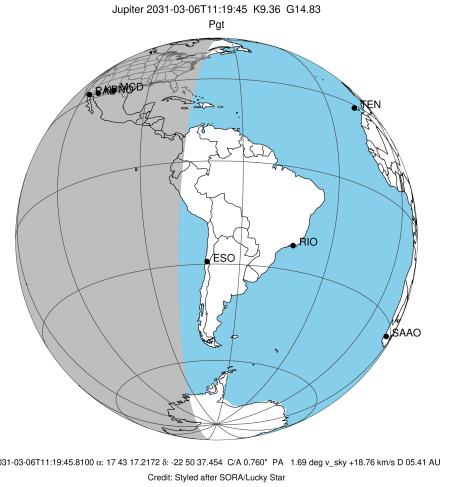 Jupiter 2031-03-06T11:19:45 K9.36 G14.83
Pgt
MCD
TEN
RIO
ESO
SAAO
031-03-06T11:19:45.8100 α: 17 43 17.2172 δ: -22 50 37.454 C/A 0.760" PA 1.69 deg v_sky +18.76 km/s D 05.41 AU
Credit: Styled after SORA/Lucky Star